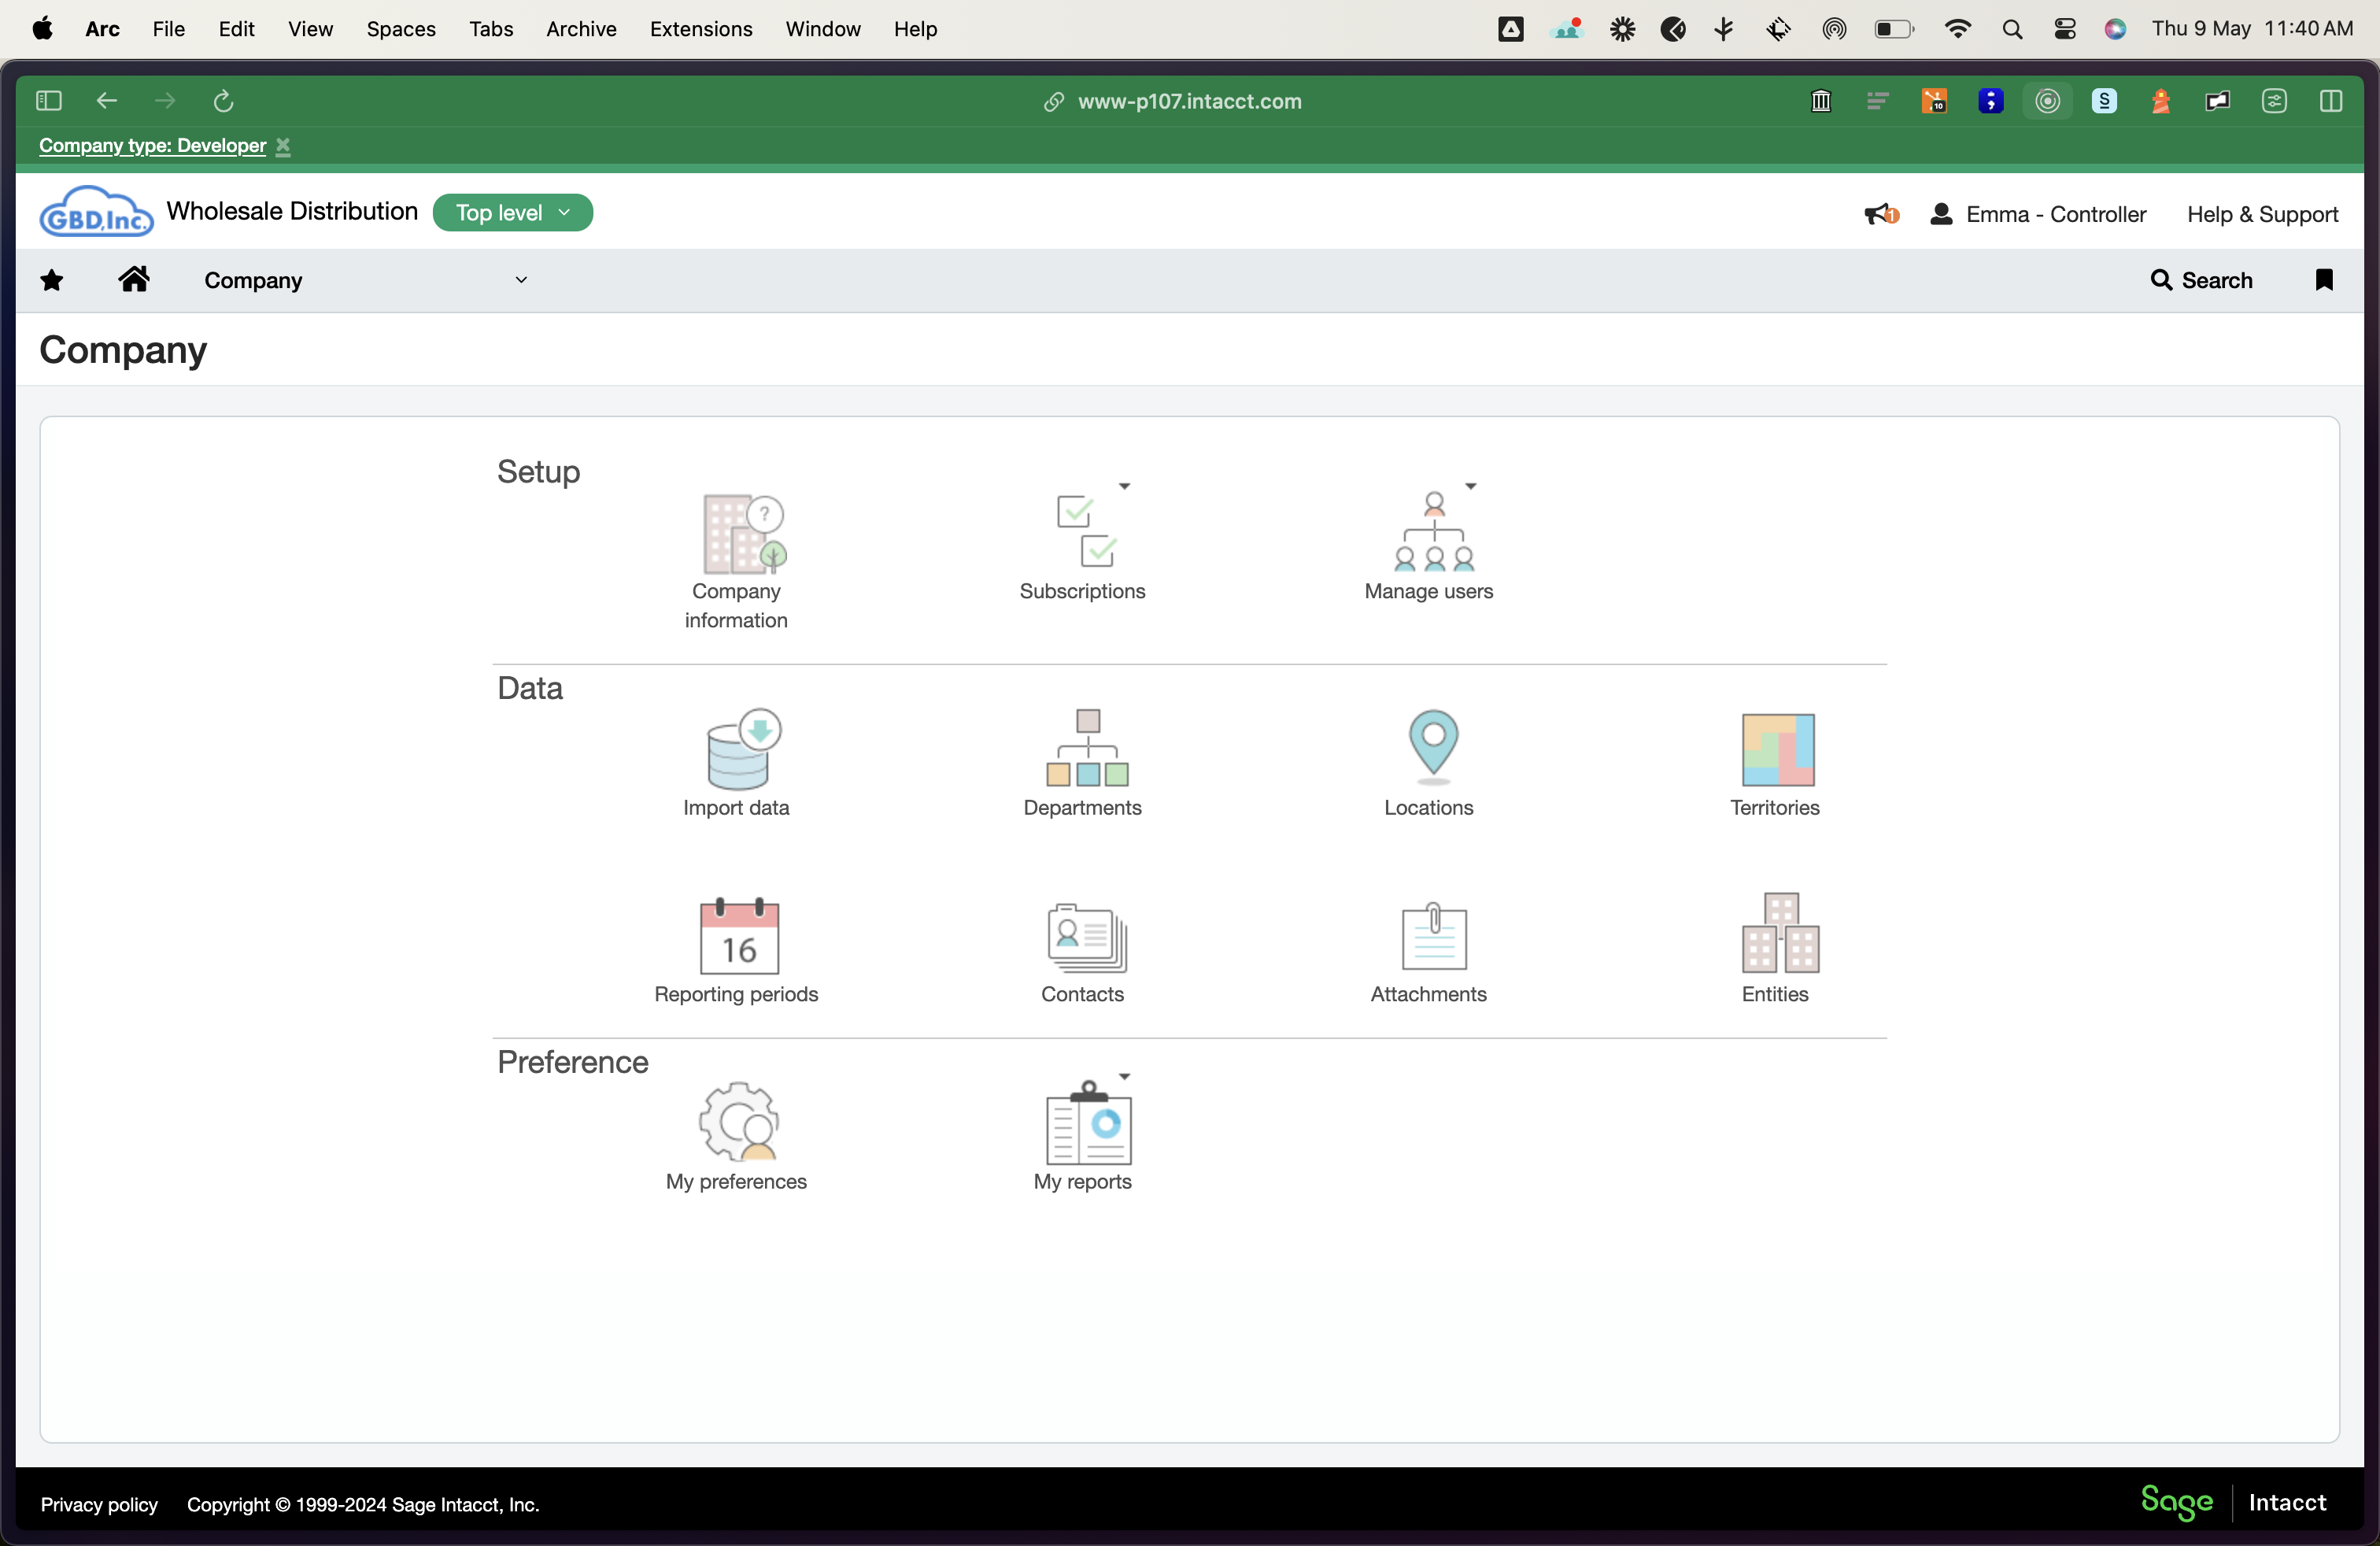 Arc File Edit View Spaces Tabs Archive Extensions Window Help Thu 9 May 11:40 AM
www-p107.intacct.com
10
S
Company type: Developer
GBD,Inc. Wholesale Distribution Top level 1 Emma - Controller Help & Support
Company Search
Company
Setup
?
Company
information
Subscriptions
Manage users
Data
Import data
Departments
Locations
Territories
16
Reporting periods
Contacts
Attachments
Entities
Preference
My preferences
My reports
Privacy policy Copyright © 1999-2024 Sage Intacct, Inc. Sage Intacct